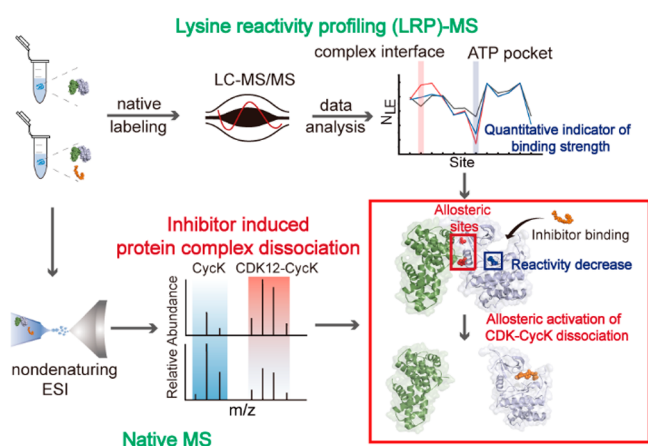 Lysine reactivity profiling (LRP)-MS
complex interface
ATP pocket
LC-MS/MS
native
labeling
data
analysis
N_LE
Quantitative indicator of
binding strength
Site
Allosteric
sites
Inhibitor binding
Reactivity decrease
Inhibitor induced
protein complex dissociation
CycK
CDK12-CycK
Relative Abundance
m/z
nondenaturing
ESI
Allosteric activation of
CDK-CycK dissociation
Native MS